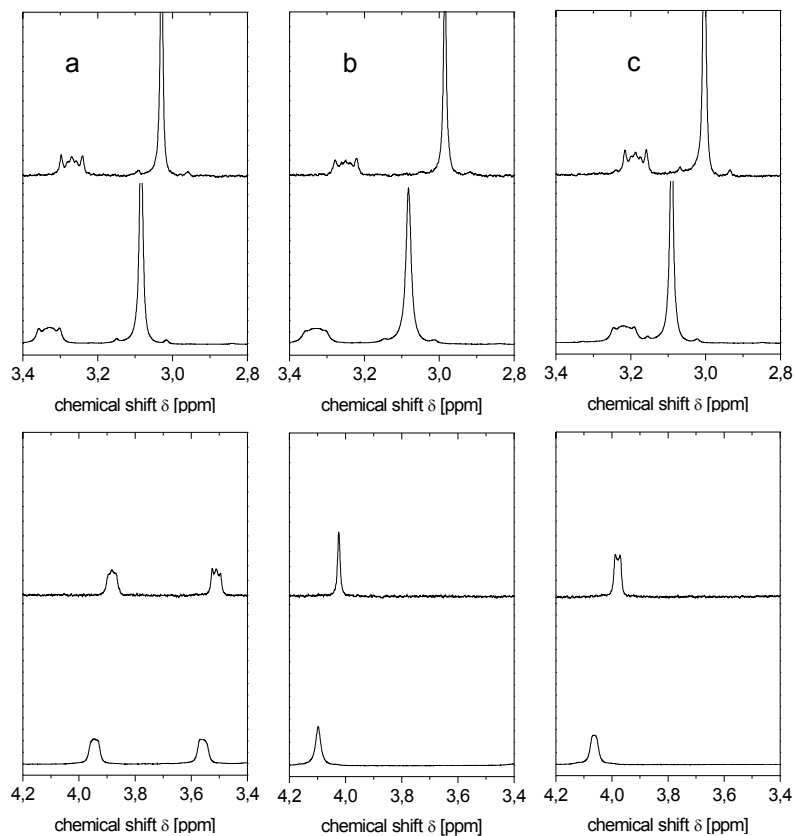 a b c
3,4 3,2 3,0 2,8 3,4 3,2 3,0 2,8 3,4 3,2 3,0 2,8
chemical shift δ [ppm] chemical shift δ [ppm] chemical shift δ [ppm]
4,2 4,0 3,8 3,6 3,4 4,2 4,0 3,8 3,6 3,4 4,2 4,0 3,8 3,6 3,4
chemical shift δ [ppm] chemical shift δ [ppm] chemical shift δ [ppm]